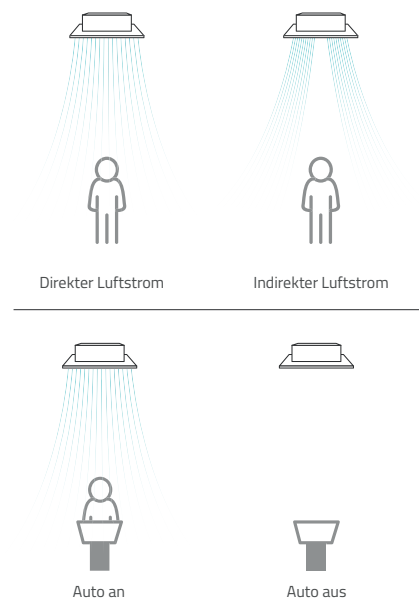 Direkter Luftstrom
Indirekter Luftstrom
Auto an
Auto aus